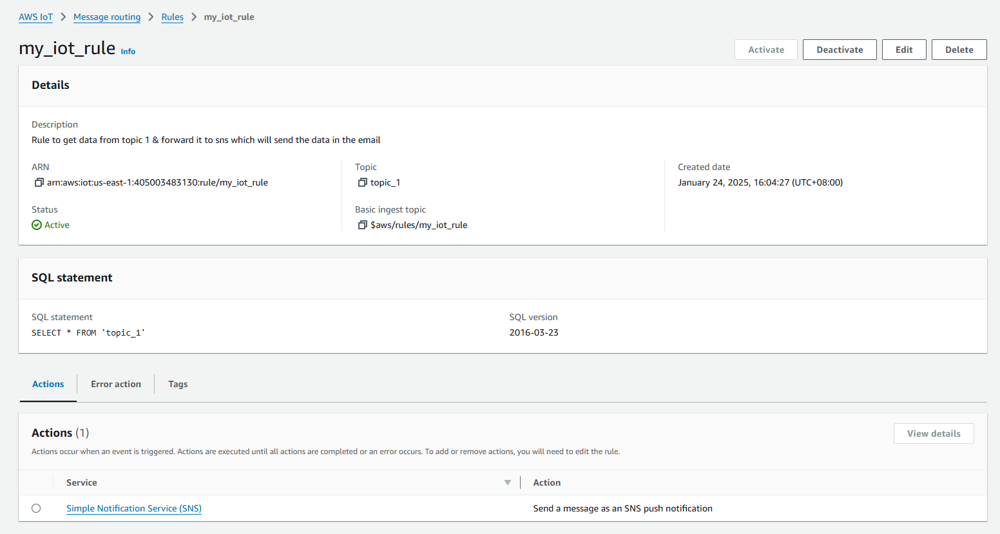 AWS IoT > Message routing > Rules > my_iot_rule
my_iot_rule Info
Activate Deactivate Edit Delete
Details
Description
Rule to get data from topic 1 & forward it to sns which will send the data in the email
ARN
arn:aws:iot:us-east-1:405003483130:rule/my_iot_rule
Status
Active
Topic
topic_1
Basic ingest topic
$aws/rules/my_iot_rule
Created date
January 24, 2025, 16:04:27 (UTC+08:00)
SQL statement
SQL statement
SELECT * FROM 'topic_1'
SQL version
2016-03-23
Actions Error action Tags
Actions (1)
View details
Actions occur when an event is triggered. Actions are executed until all actions are completed or an error occurs. To add or remove actions, you will need to edit the rule.
Service Action
Simple Notification Service (SNS) Send a message as an SNS push notification